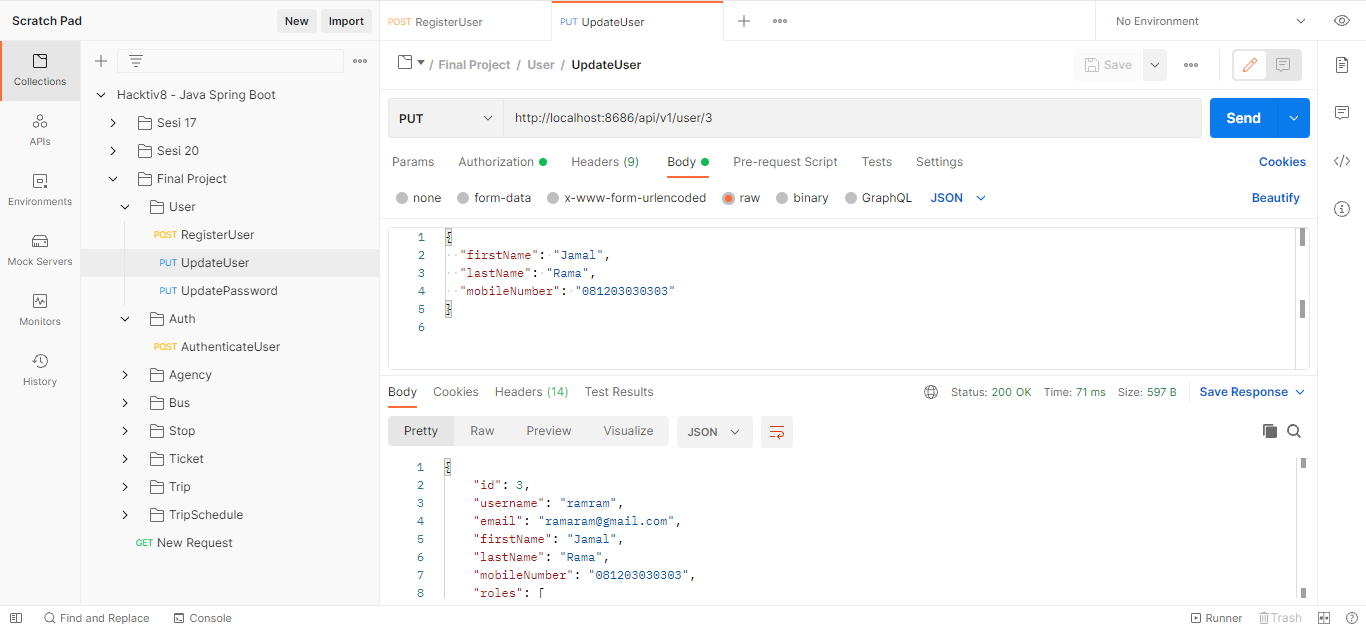 Scratch Pad
New
Import
POST RegisterUser
PUT UpdateUser
No Environment
Collections
APIs
Environments
Mock Servers
Monitors
History
Hacktiv8 - Java Spring Boot
Sesi 17
Sesi 20
Final Project
User
POST RegisterUser
PUT UpdateUser
PUT UpdatePassword
Auth
POST AuthenticateUser
Agency
Bus
Stop
Ticket
Trip
TripSchedule
GET New Request
/ Final Project / User / UpdateUser
Save
PUT
http://localhost:8686/api/v1/user/3
Send
Params Authorization Headers (9) Body Pre-request Script Tests Settings Cookies
none form-data x-www-form-urlencoded raw binary GraphQL JSON Beautify
1 {
2 "firstName": "Jamal",
3 "lastName": "Rama",
4 "mobileNumber": "081203030303"
5 }
6
Body Cookies Headers (14) Test Results Status: 200 OK Time: 71 ms Size: 597 B Save Response
Pretty Raw Preview Visualize JSON
1 {
2 "id": 3,
3 "username": "ramram",
4 "email": "ramaram@gmail.com",
5 "firstName": "Jamal",
6 "lastName": "Rama",
7 "mobileNumber": "081203030303",
8 "roles": [
Find and Replace Console Runner Trash